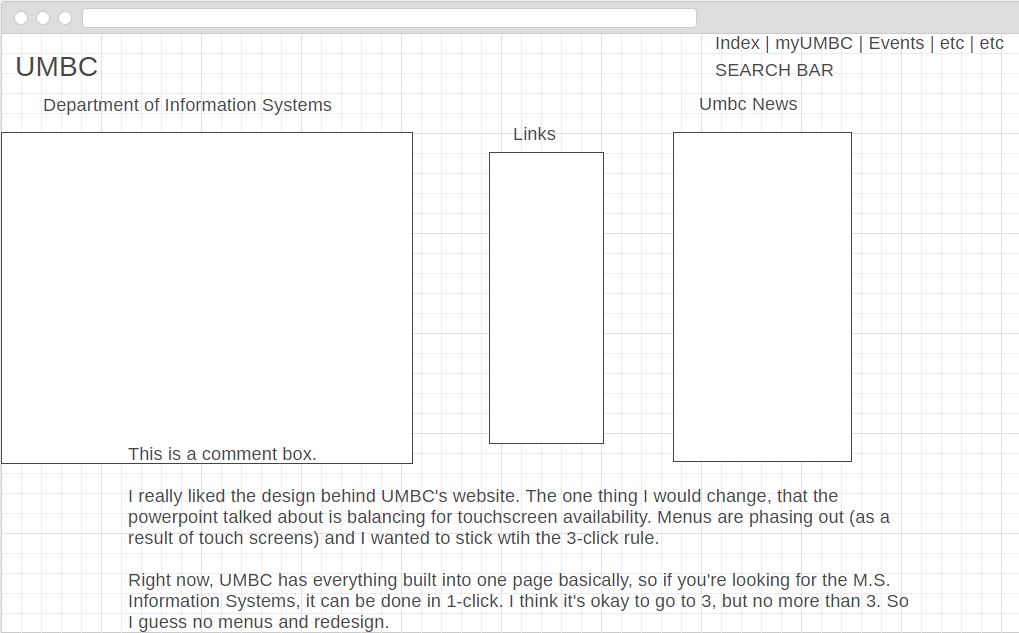 Index | myUMBC | Events | etc | etc
UMBC
SEARCH BAR
Department of Information Systems
Umbc News
Links
This is a comment box.
I really liked the design behind UMBC's website. The one thing I would change, that the
powerpoint talked about is balancing for touchscreen availability. Menus are phasing out (as a
result of touch screens) and I wanted to stick wtih the 3-click rule.
Right now, UMBC has everything built into one page basically, so if you're looking for the M.S.
Information Systems, it can be done in 1-click. I think it's okay to go to 3, but no more than 3. So
I guess no menus and redesign.